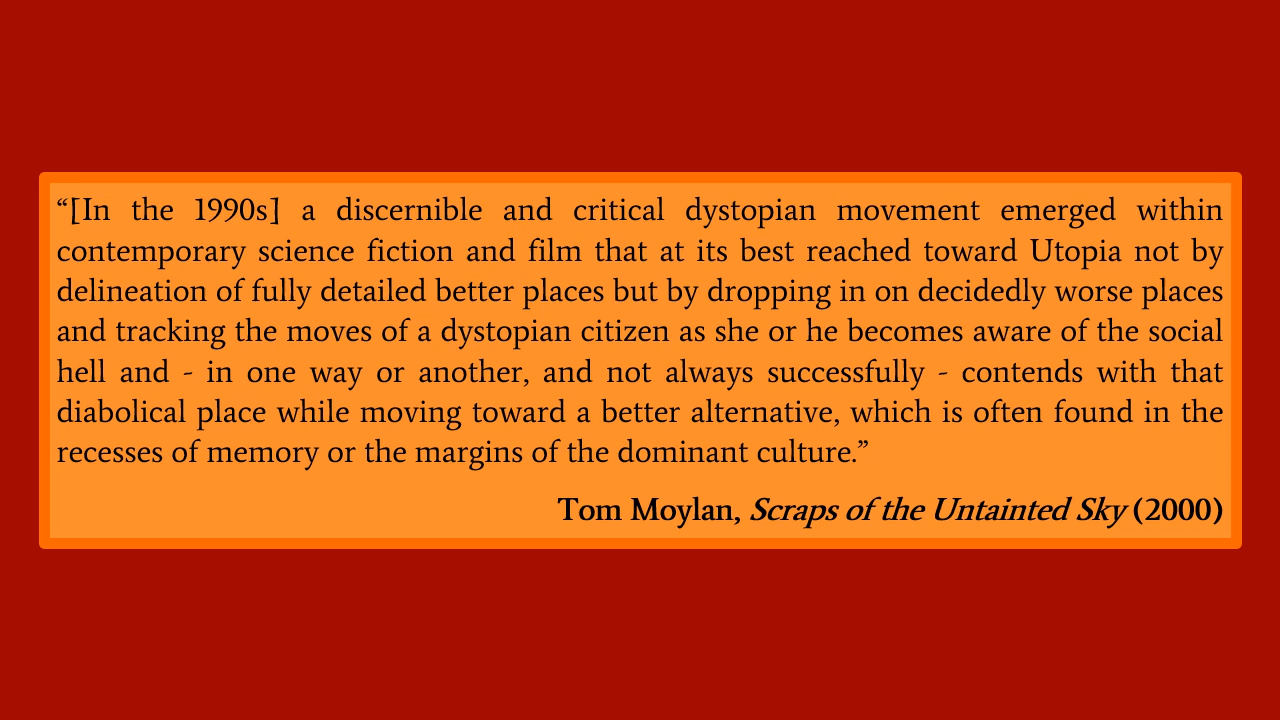 “[In the 1990s] a discernible and critical dystopian movement emerged within
contemporary science fiction and film that at its best reached toward Utopia not by
delineation of fully detailed better places but by dropping in on decidedly worse places
and tracking the moves of a dystopian citizen as she or he becomes aware of the social
hell and - in one way or another, and not always successfully - contends with that
diabolical place while moving toward a better alternative, which is often found in the
recesses of memory or the margins of the dominant culture.”
Tom Moylan, Scraps of the Untainted Sky (2000)